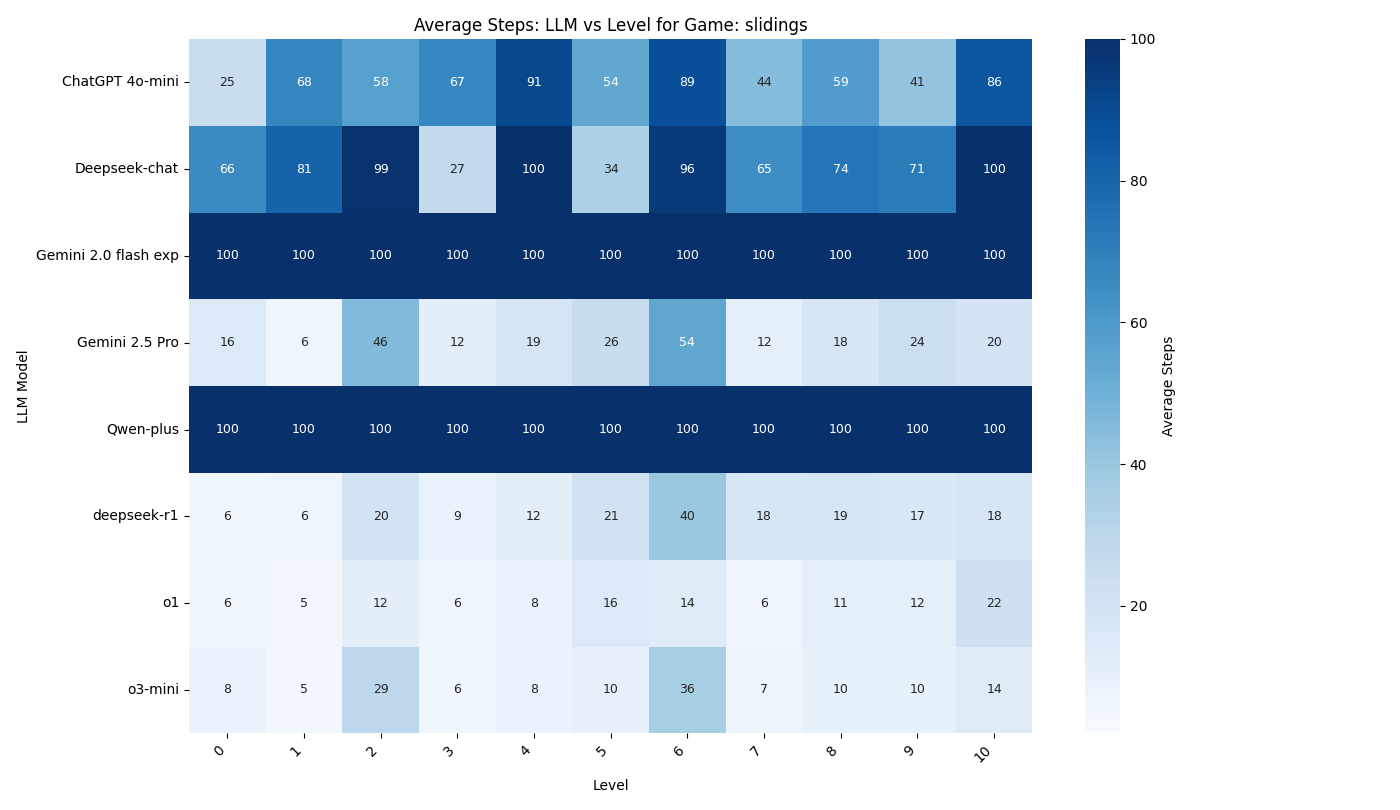 Average Steps: LLM vs Level for Game: slidings
ChatGPT 4o-mini 25 68 58 67 91 54 89 44 59 41 86
Deepseek-chat 66 81 99 27 100 34 96 65 74 71 100
Gemini 2.0 flash exp 100 100 100 100 100 100 100 100 100 100 100
Gemini 2.5 Pro 16 6 46 12 19 26 54 12 18 24 20
Qwen-plus 100 100 100 100 100 100 100 100 100 100 100
deepseek-r1 6 6 20 9 12 21 40 18 19 17 18
o1 6 5 12 6 8 16 14 6 11 12 22
o3-mini 8 5 29 6 8 10 36 7 10 10 14
0 1 2 3 4 5 6 7 8 9 10
Level
LLM Model
100
80
60
40
20
Average Steps